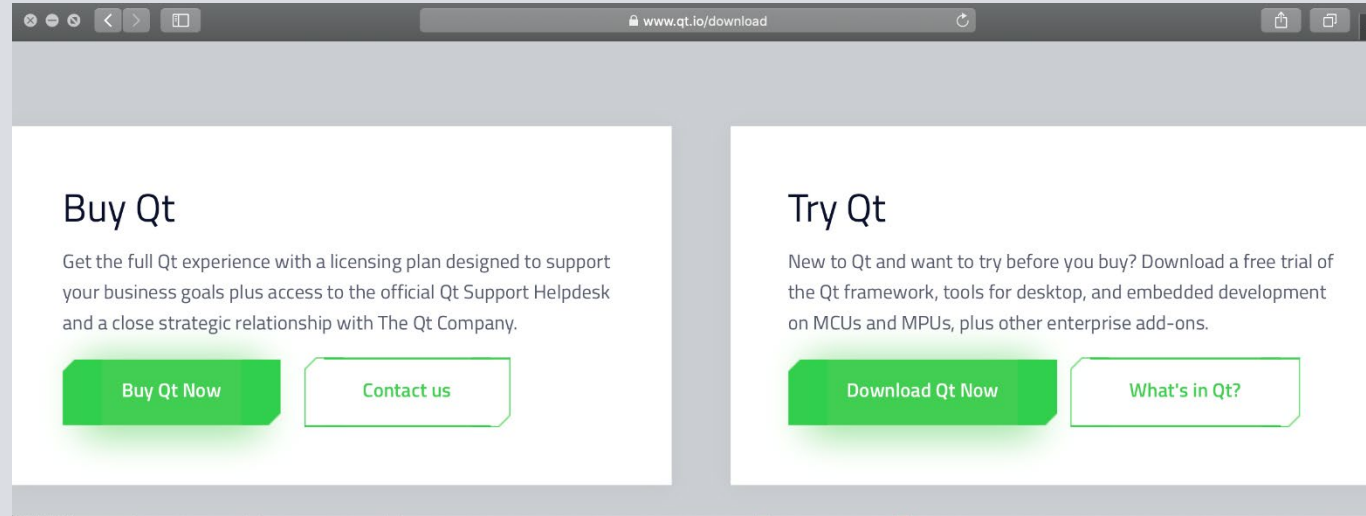 www.qt.io/download
Buy Qt
Get the full Qt experience with a licensing plan designed to support
your business goals plus access to the official Qt Support Helpdesk
and a close strategic relationship with The Qt Company.
Buy Qt Now
Contact us
Try Qt
New to Qt and want to try before you buy? Download a free trial of
the Qt framework, tools for desktop, and embedded development
on MCUs and MPUs, plus other enterprise add-ons.
Download Qt Now
What's in Qt?